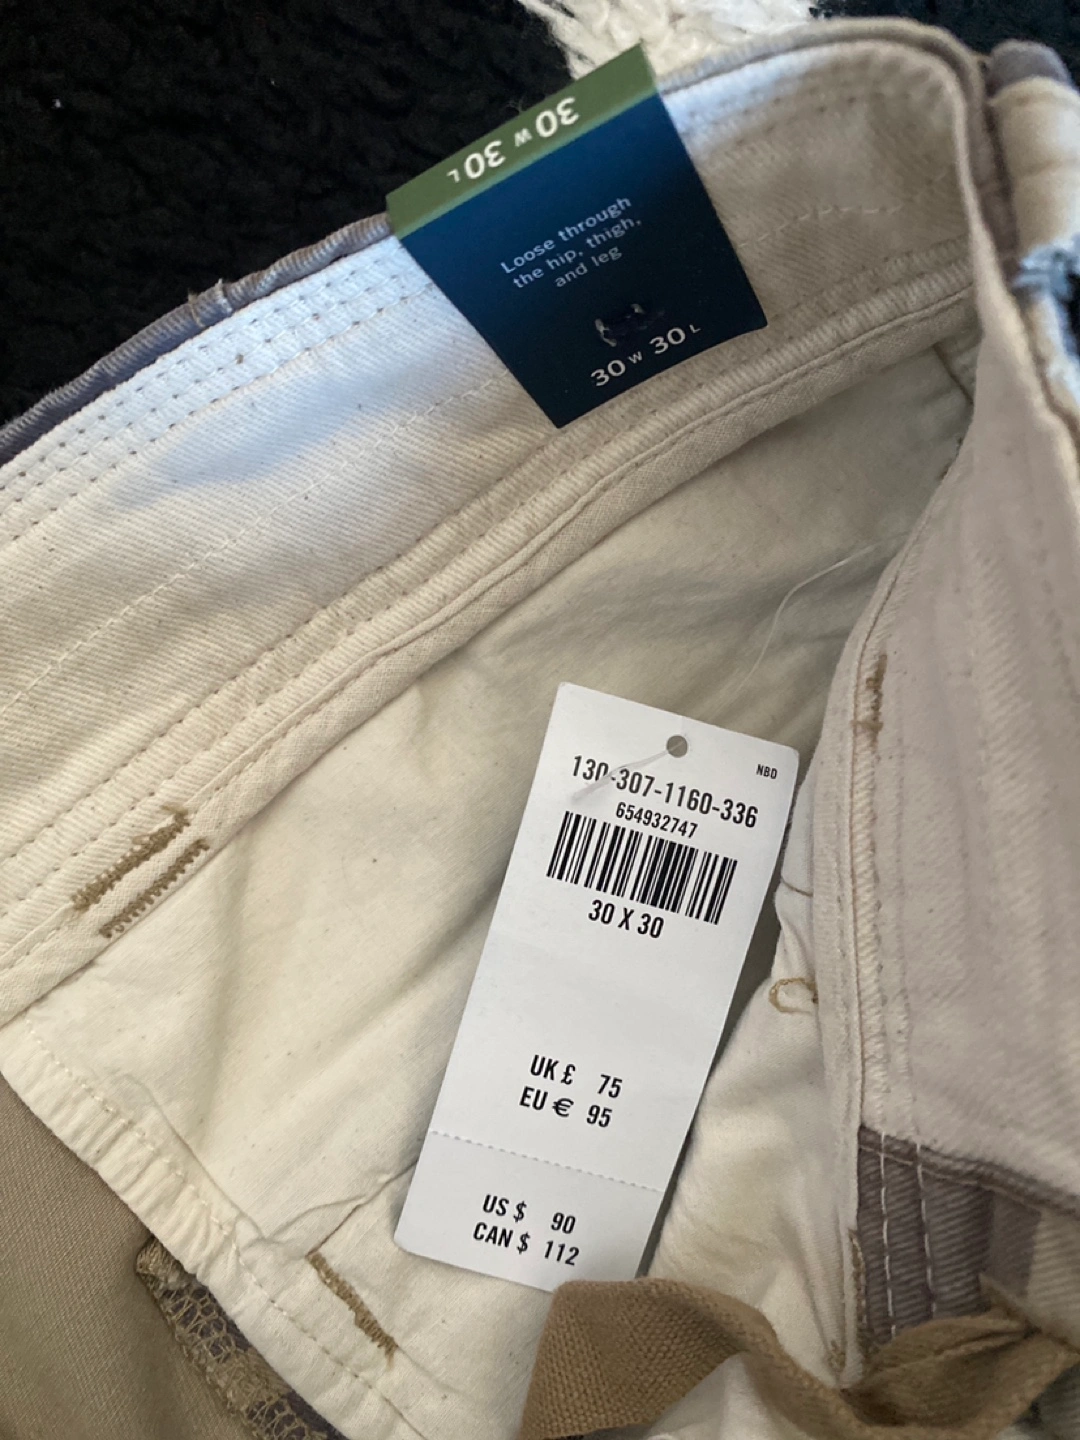 30 W 30 L
Loose through
the hip, thigh,
and leg
30 W 30 L
NBD
130-307-1160-336
654932747
30 X 30
UK £ 75
EU € 95
US $ 90
CAN $ 112